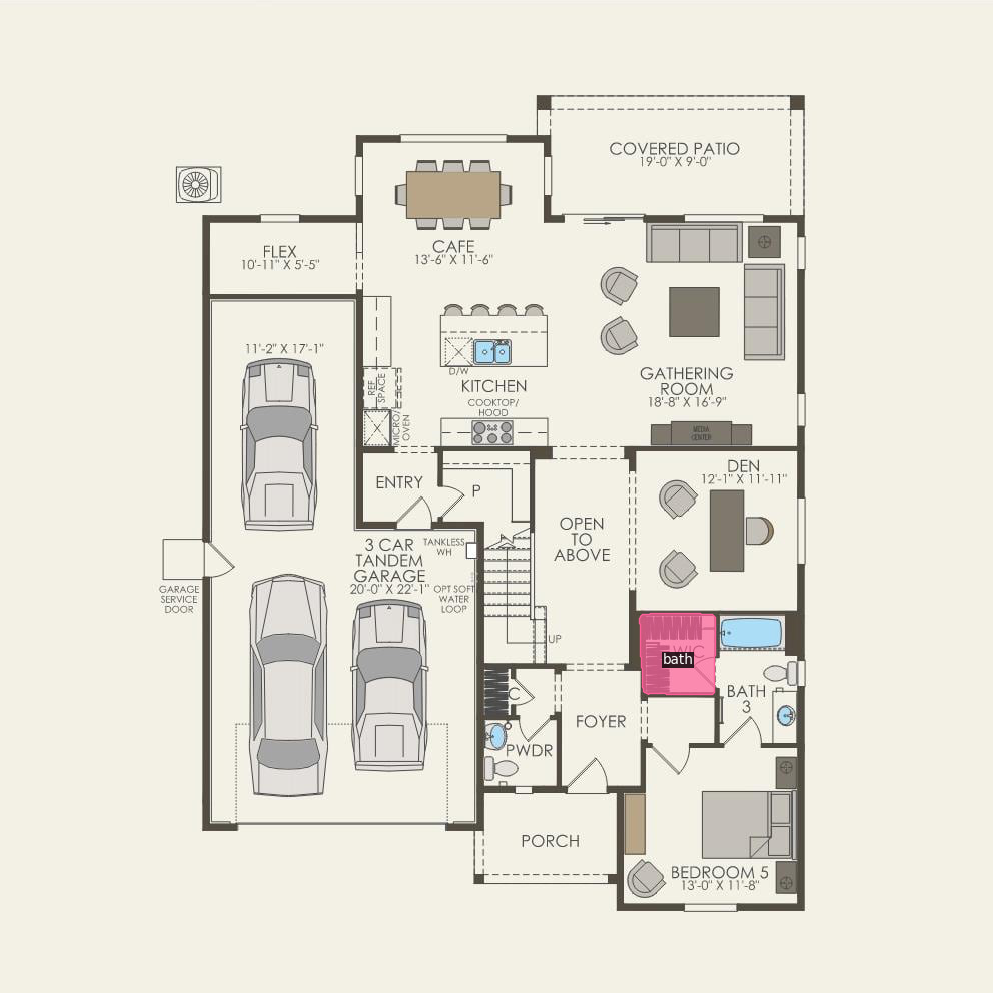 COVERED PATIO
19'-0" X 9'-0"
CAFE
13'-6" X 11'-6"
FLEX
10'-11" X 5'-5"
11'-2" X 17'-1"
D/W
KITCHEN
COOKTOP/
HOOD
REF
SPACE
MICRO/
OVEN
GATHERING
ROOM
18'-8" X 16'-9"
MEDIA
CENTER
ENTRY
P
DEN
12'-1" X 11'-11"
OPEN
TO
ABOVE
3 CAR
TANDEM
GARAGE
20'-0" X 22'-1"
TANKLESS
WH
OPT SOFT
WATER
LOOP
GARAGE
SERVICE
DOOR
UP
WIC
bath
BATH
3
C
FOYER
PWDR
PORCH
BEDROOM 5
13'-0" X 11'-8"